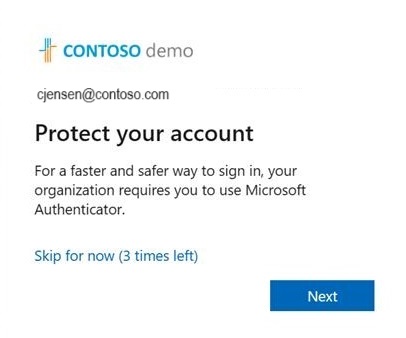 CONTOSO demo
cjensen@contoso.com
Protect your account
For a faster and safer way to sign in, your
organization requires you to use Microsoft
Authenticator.
Skip for now (3 times left)
Next